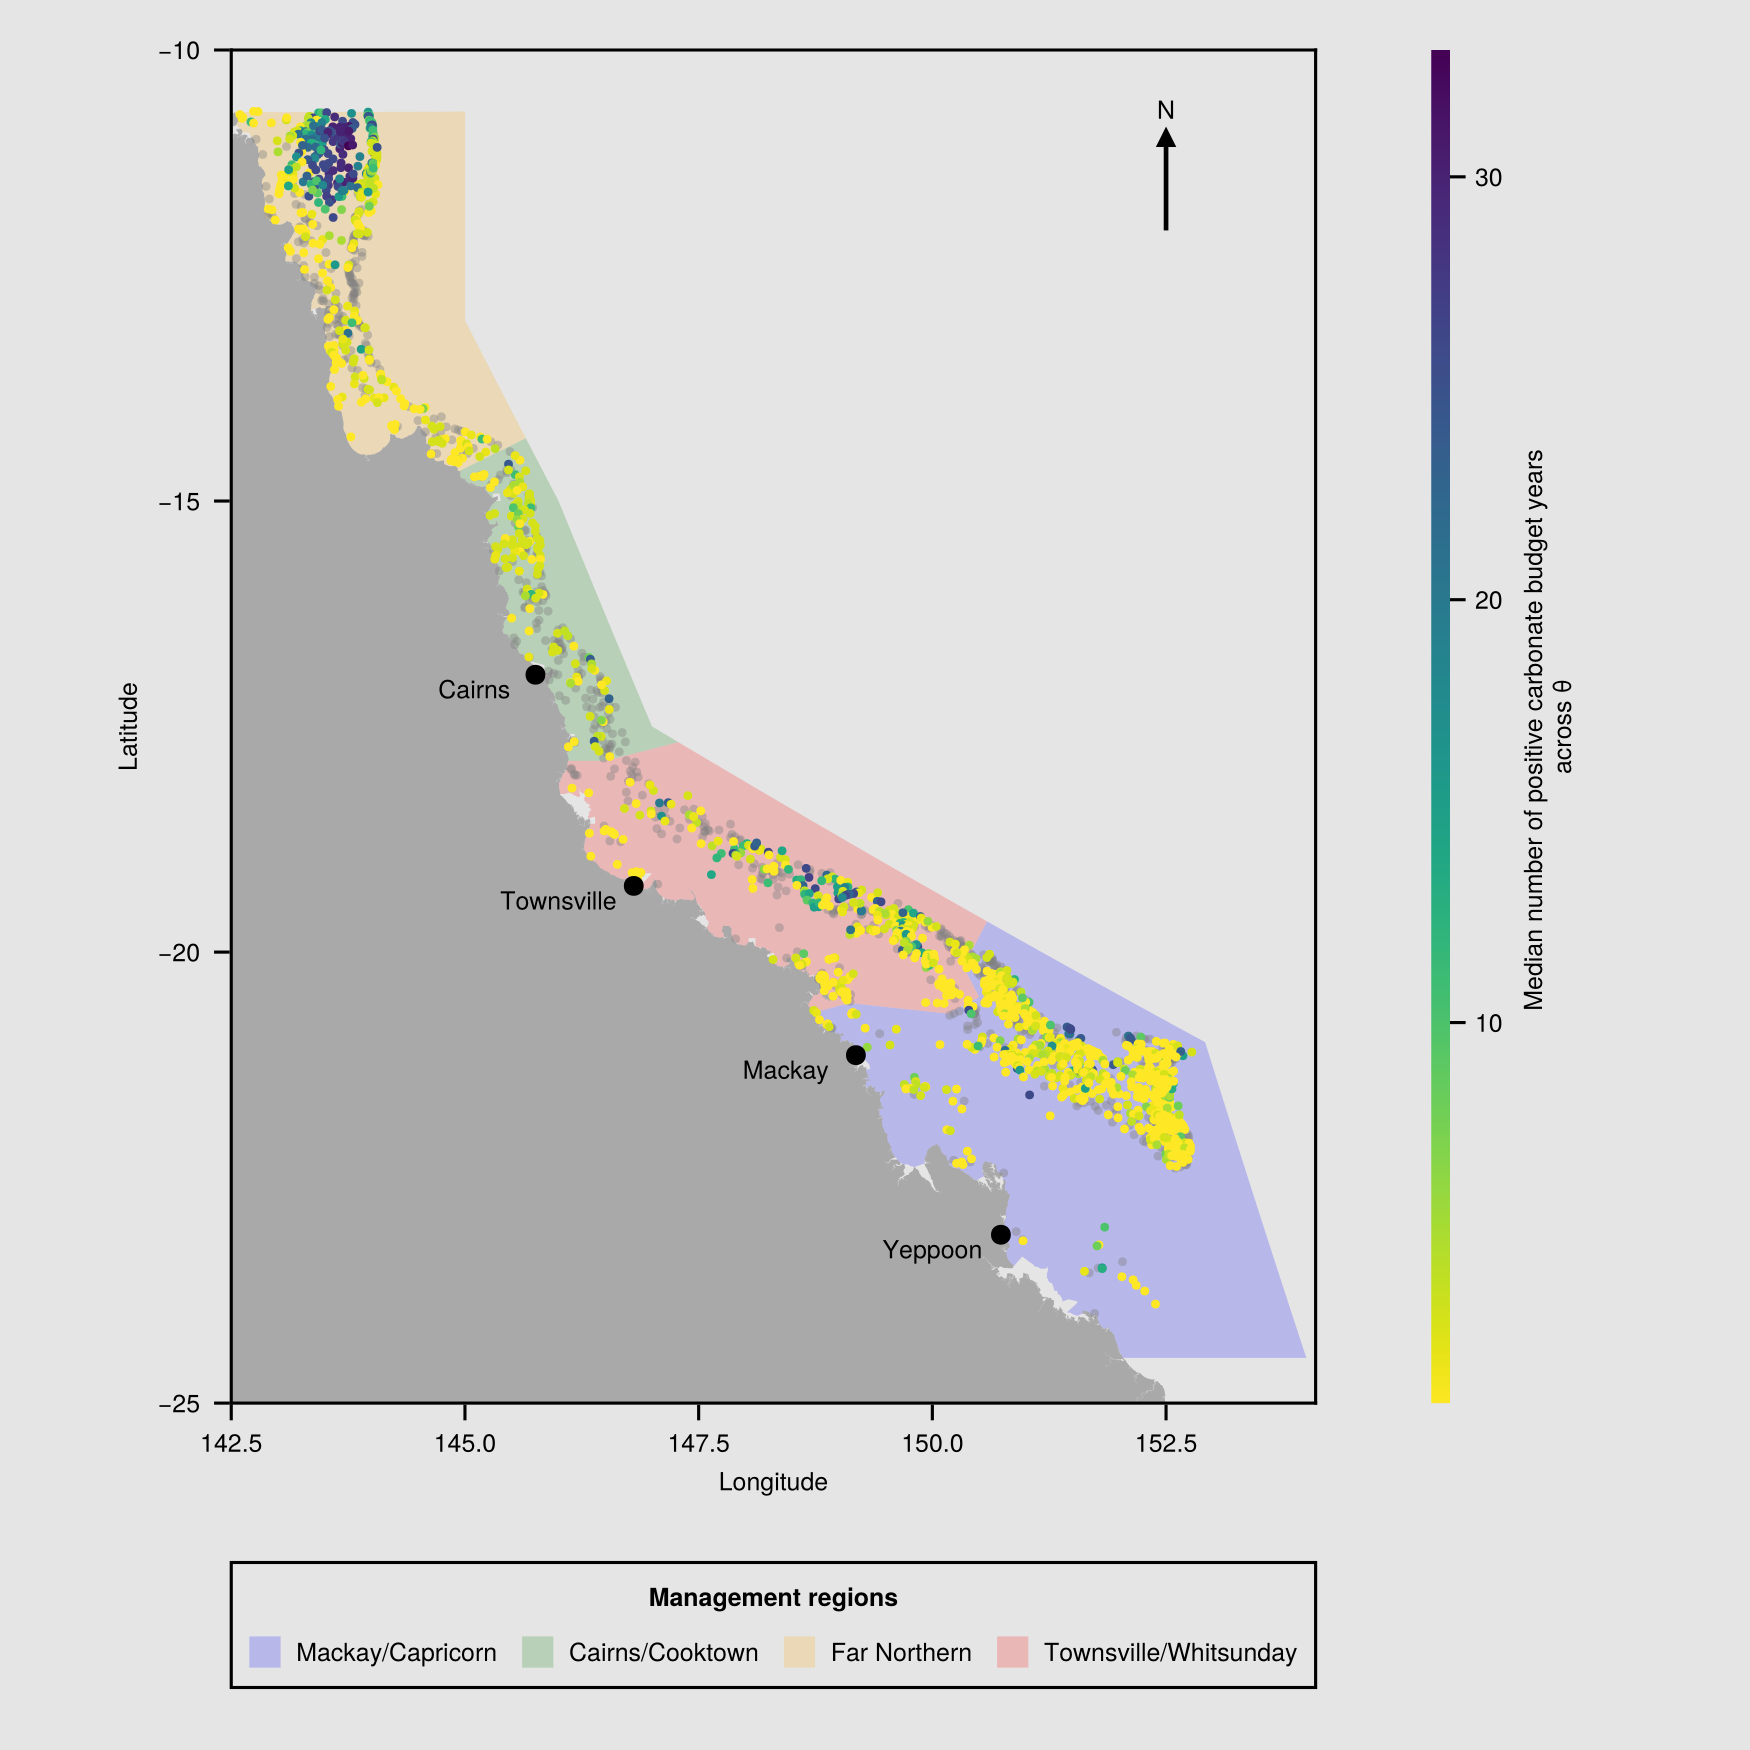 −10
−15
−20
−25
Latitude
142.5
145.0
147.5
150.0
152.5
Longitude
N
Cairns
Townsville
Mackay
Yeppoon
30
20
10
Median number of positive carbonate budget years
across θ
Management regions
Mackay/Capricorn
Cairns/Cooktown
Far Northern
Townsville/Whitsunday